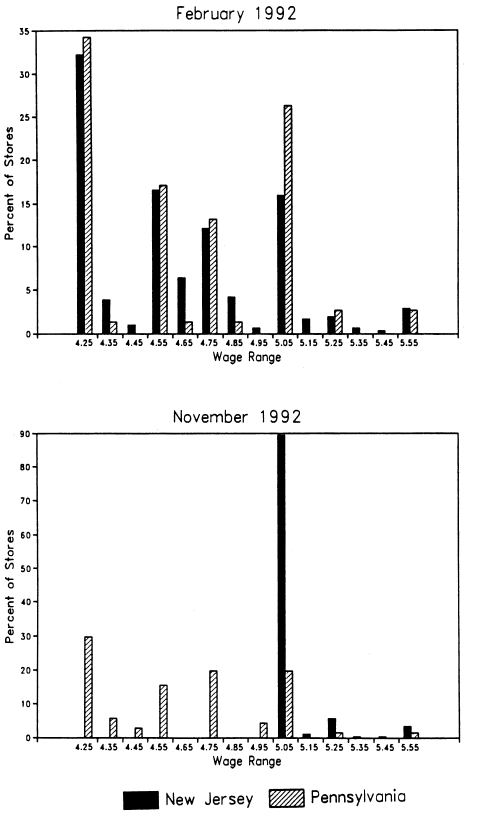 February 1992
35
30
25
20
15
10
5
0
Percent of Stores
4.25 4.35 4.45 4.55 4.65 4.75 4.85 4.95 5.05 5.15 5.25 5.35 5.45 5.55
Wage Range
November 1992
90
80
70
60
50
40
30
20
10
0
Percent of Stores
4.25 4.35 4.45 4.55 4.65 4.75 4.85 4.95 5.05 5.15 5.25 5.35 5.45 5.55
Wage Range
New Jersey Pennsylvania